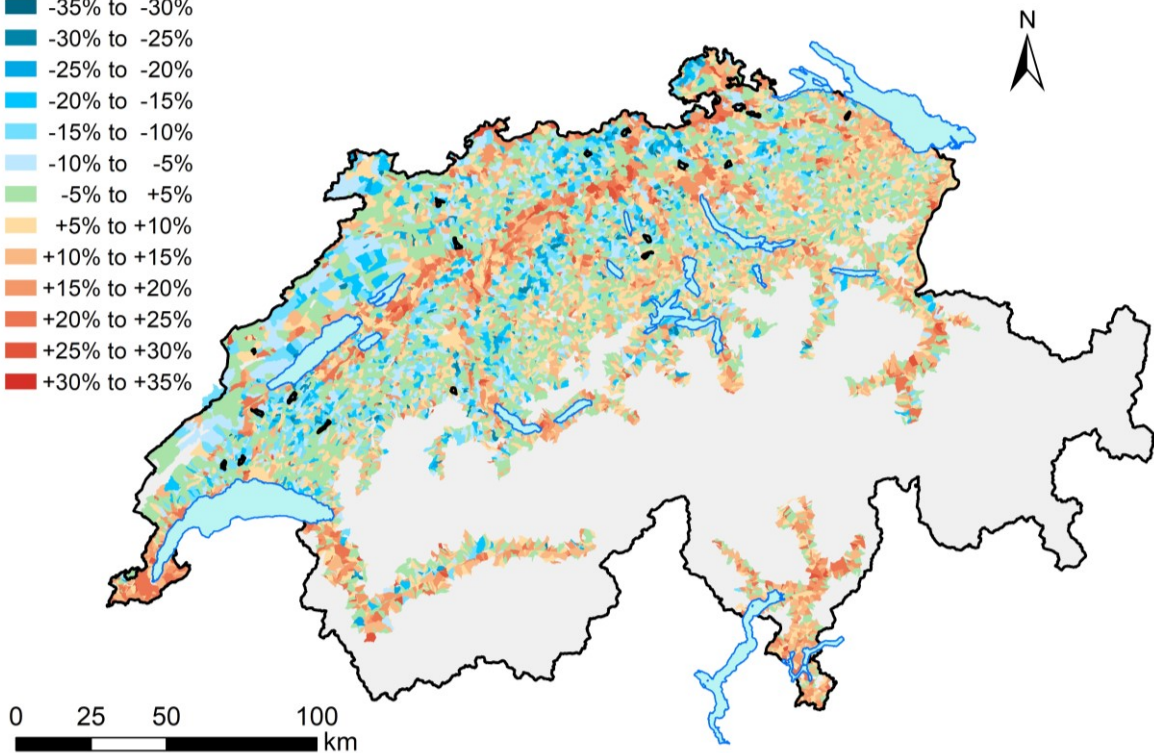 -35% to -30%
-30% to -25%
-25% to -20%
-20% to -15%
-15% to -10%
-10% to -5%
-5% to +5%
+5% to +10%
+10% to +15%
+15% to +20%
+20% to +25%
+25% to +30%
+30% to +35%
N
0 25 50 100
km